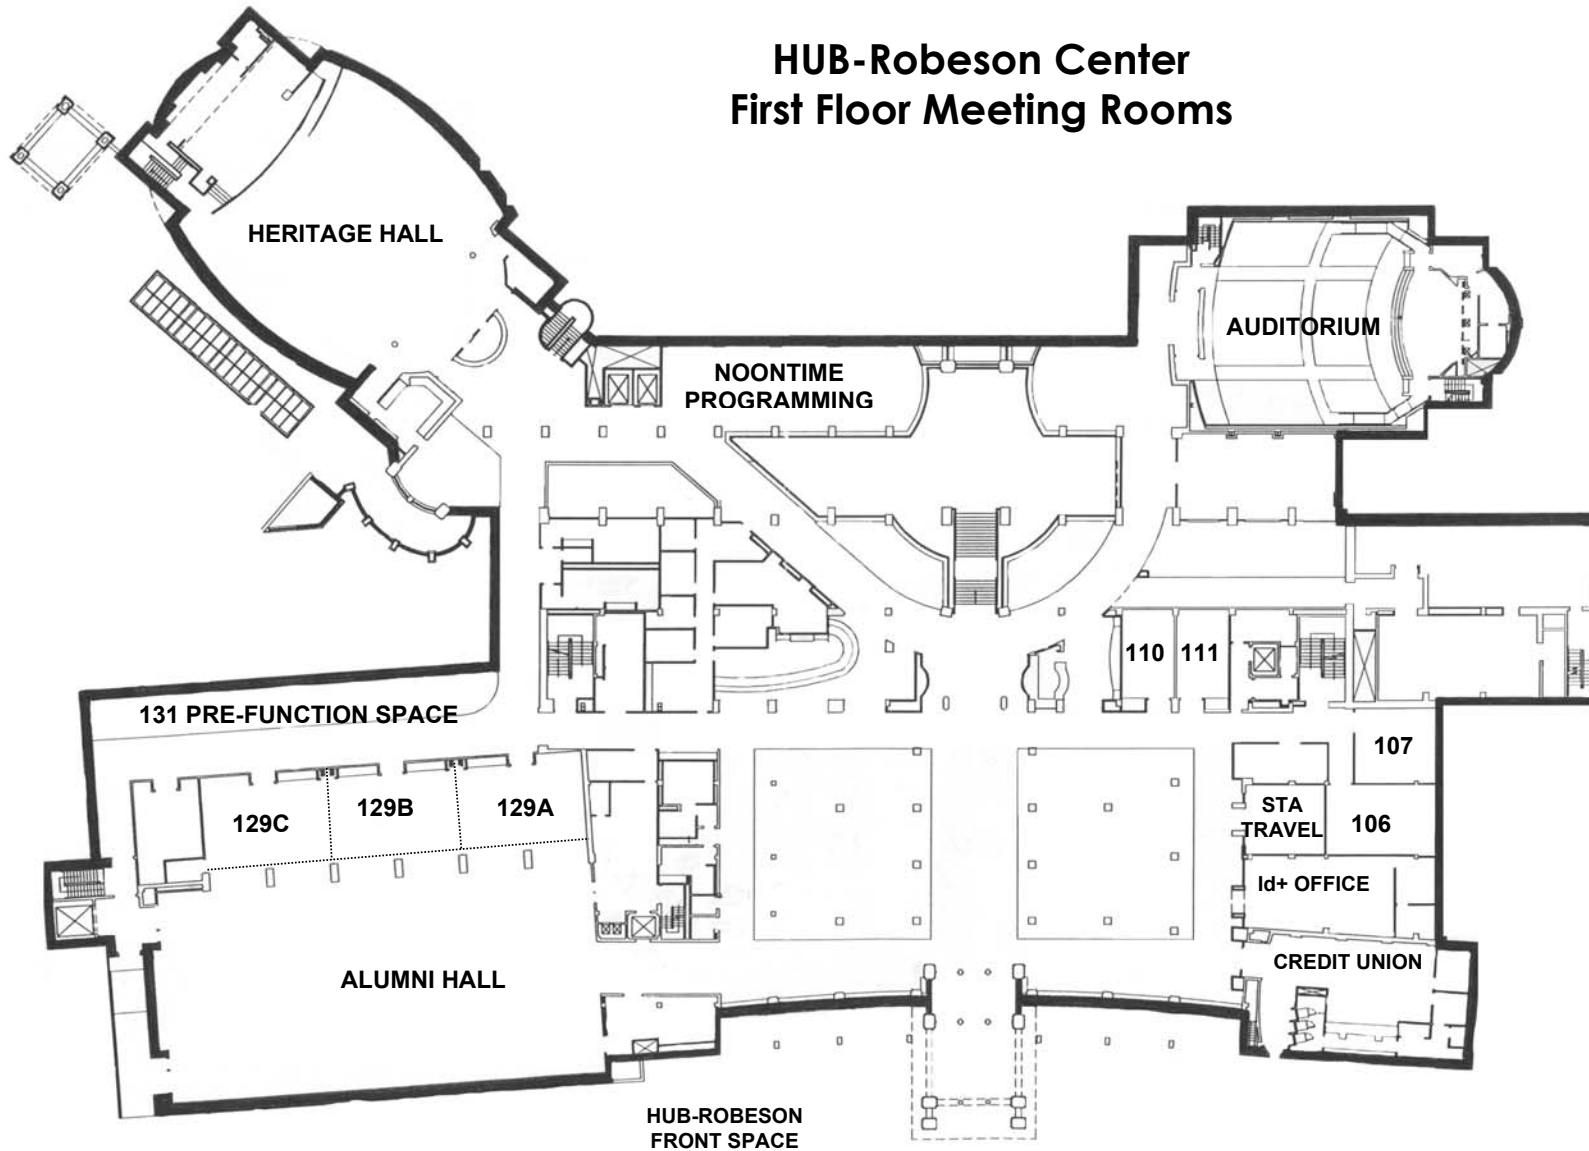 HUB-Robeson Center
First Floor Meeting Rooms
HERITAGE HALL
AUDITORIUM
NOONTIME
PROGRAMMING
110
111
131 PRE-FUNCTION SPACE
107
129C
129B
129A
STA
TRAVEL
106
Id+ OFFICE
CREDIT UNION
ALUMNI HALL
HUB-ROBESON
FRONT SPACE